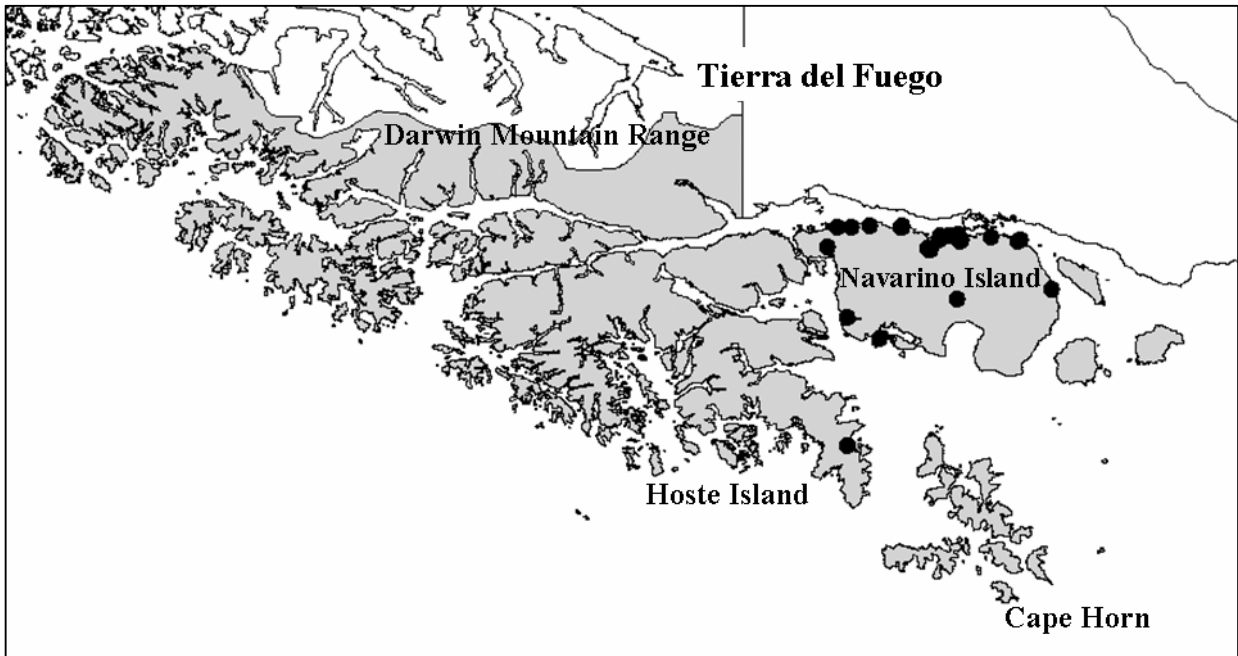 Tierra del Fuego
Darwin Mountain Range
Navarino Island
Hoste Island
Cape Horn